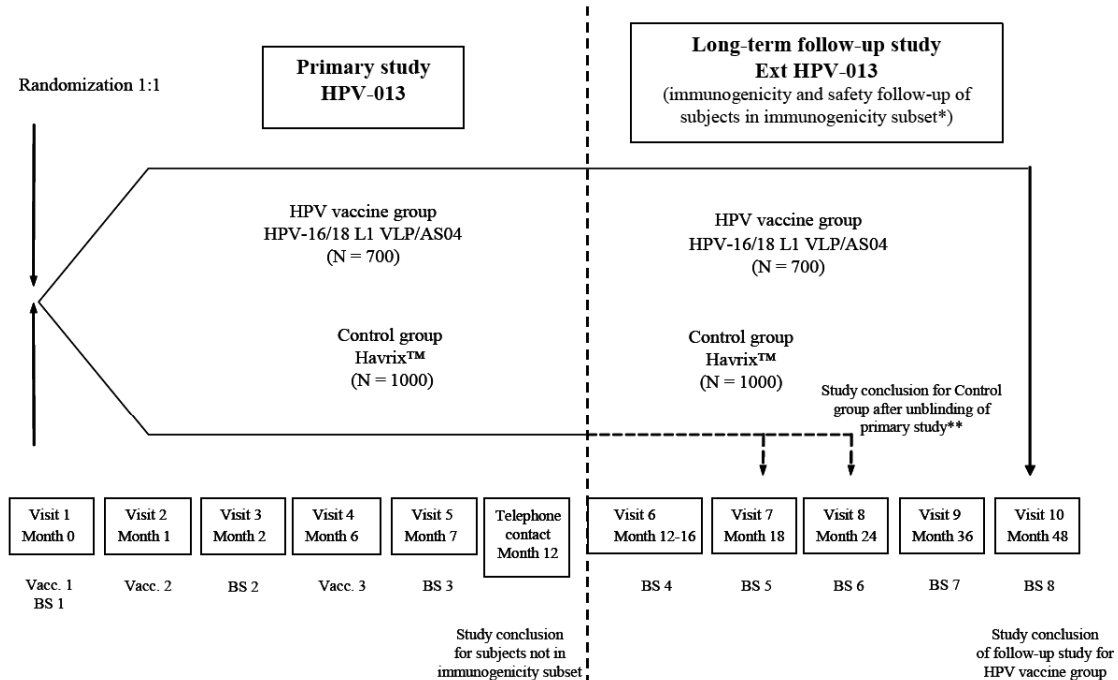 Randomization 1:1
Primary study
HPV-013
Long-term follow-up study
Ext HPV-013
(immunogenicity and safety follow-up of
subjects in immunogenicity subset*)
HPV vaccine group
HPV-16/18 L1 VLP/AS04
(N = 700)
HPV vaccine group
HPV-16/18 L1 VLP/AS04
(N = 700)
Control group
Havrix™
(N = 1000)
Control group
Havrix™
(N = 1000)
Study conclusion for Control
group after unblinding of
primary study**
Visit 1
Month 0
Visit 2
Month 1
Visit 3
Month 2
Visit 4
Month 6
Visit 5
Month 7
Telephone
contact
Month 12
Visit 6
Month 12-16
Visit 7
Month 18
Visit 8
Month 24
Visit 9
Month 36
Visit 10
Month 48
Vacc. 1
BS 1
Vacc. 2
BS 2
Vacc. 3
BS 3
BS 4
BS 5
BS 6
BS 7
BS 8
Study conclusion
for subjects not in
immunogenicity subset
Study conclusion
of follow-up study for
HPV vaccine group